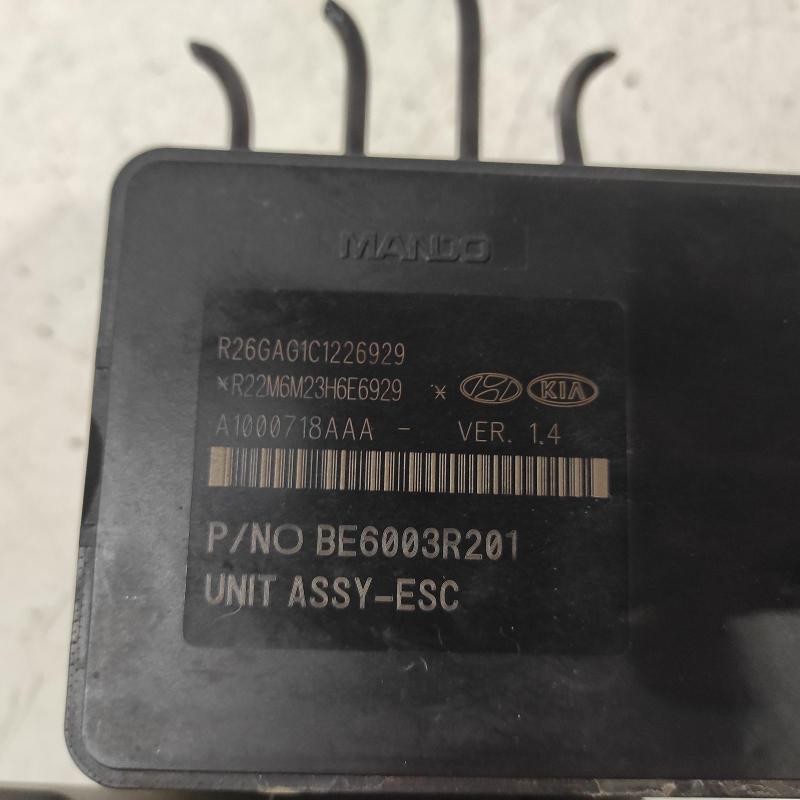 MANDO
R26GAG1C1226929
*R22M6M23H6E6929 * KIA
A1000718AAA - VER. 1.4
P/NO BE6003R201
UNIT ASSY-ESC